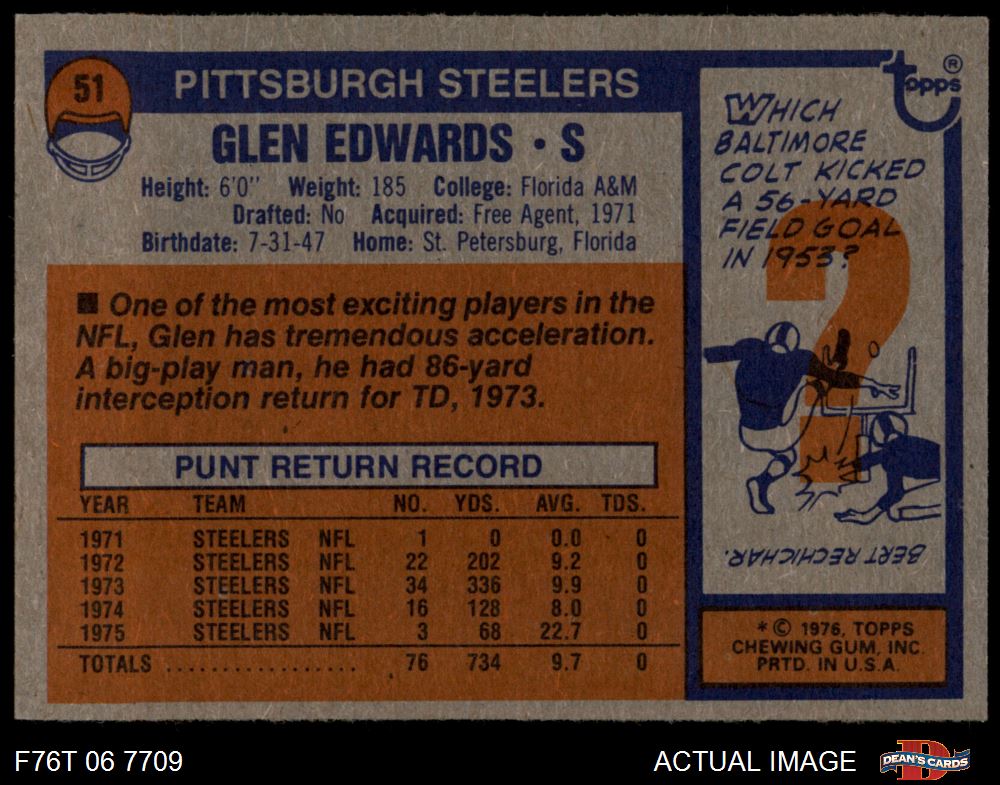 51
PITTSBURGH STEELERS
GLEN EDWARDS • S
Height: 6'0" Weight: 185 College: Florida A&M
Drafted: No Acquired: Free Agent, 1971
Birthdate: 7-31-47 Home: St. Petersburg, Florida
■ One of the most exciting players in the
NFL, Glen has tremendous acceleration.
A big-play man, he had 86-yard
interception return for TD, 1973.
PUNT RETURN RECORD
YEAR TEAM NO. YDS. AVG. TDS.
1971 STEELERS NFL 1 0 0.0 0
1972 STEELERS NFL 22 202 9.2 0
1973 STEELERS NFL 34 336 9.9 0
1974 STEELERS NFL 16 128 8.0 0
1975 STEELERS NFL 3 68 22.7 0
TOTALS .................. 76 734 9.7 0
topps ®
WHICH
BALTIMORE
COLT KICKED
A 56-YARD
FIELD GOAL
IN 1953?
?
BERT RECHICHAR.
* © 1976, TOPPS
CHEWING GUM, INC.
PRTD. IN U.S.A.
F76T 06 7709
ACTUAL IMAGE
D
DEAN'S CARDS